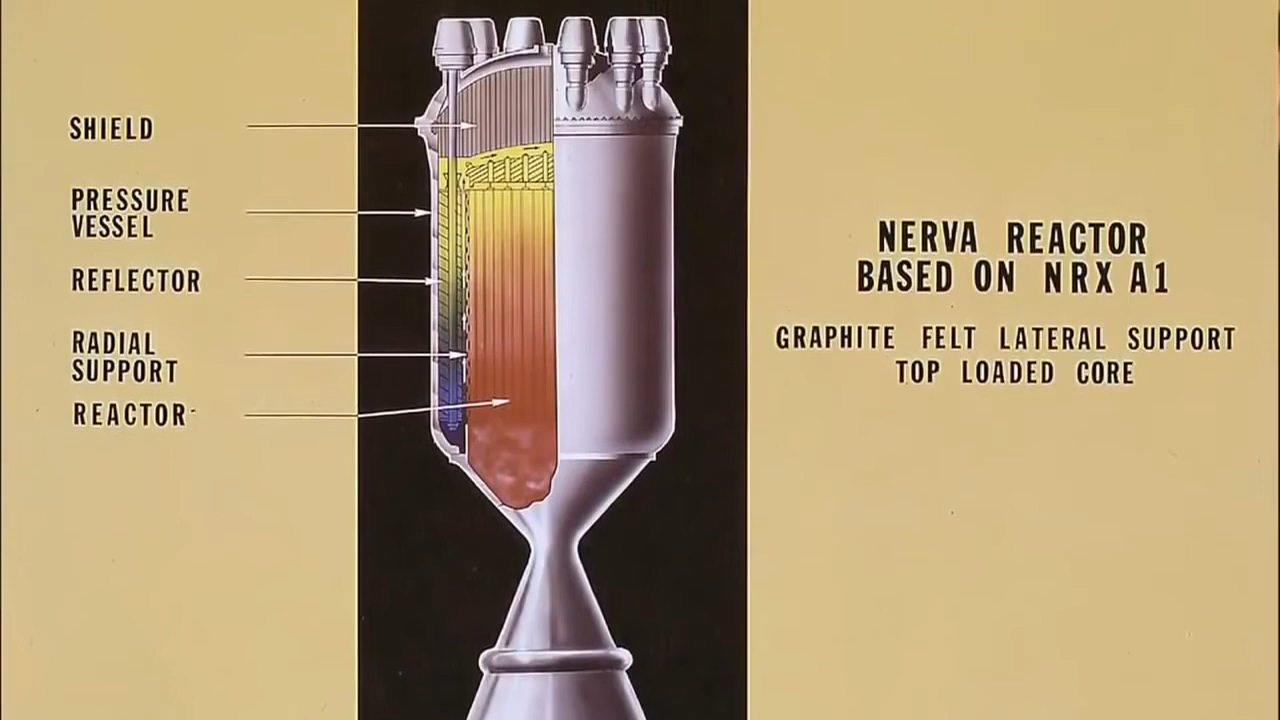 SHIELD
PRESSURE
VESSEL
REFLECTOR
RADIAL
SUPPORT
REACTOR
NERVA REACTOR
BASED ON NRX A1
GRAPHITE FELT LATERAL SUPPORT
TOP LOADED CORE